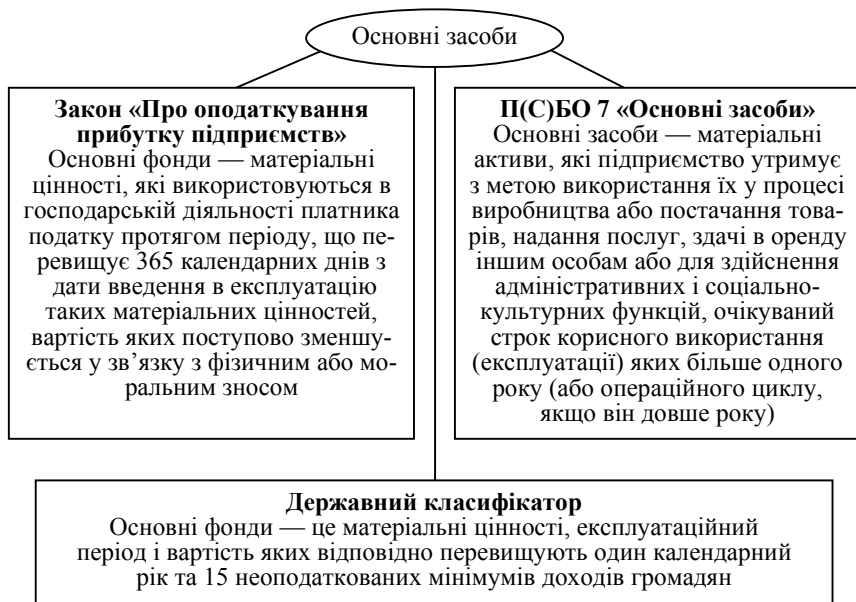 Основні засоби
Закон «Про оподаткування
прибутку підприємств»
Основні фонди — матеріальні
цінності, які використовуються в
господарській діяльності платника
податку протягом періоду, що пе-
ревищує 365 календарних днів з
дати введення в експлуатацію
таких матеріальних цінностей,
вартість яких поступово зменшу-
ється у зв’язку з фізичним або мо-
ральним зносом
П(С)БО 7 «Основні засоби»
Основні засоби — матеріальні
активи, які підприємство утримує
з метою використання їх у процесі
виробництва або постачання това-
рів, надання послуг, здачі в оренду
іншим особам або для здійснення
адміністративних і соціально-
культурних функцій, очікуваний
строк корисного використання
(експлуатації) яких більше одного
року (або операційного циклу,
якщо він довше року)
Державний класифікатор
Основні фонди — це матеріальні цінності, експлуатаційний
період і вартість яких відповідно перевищують один календарний
рік та 15 неоподаткованих мінімумів доходів громадян